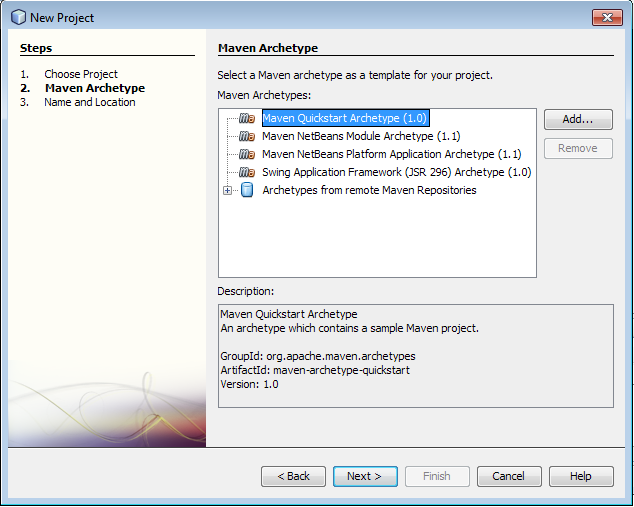 New Project
Steps
1. Choose Project
2. Maven Archetype
3. Name and Location
Maven Archetype
Select a Maven archetype as a template for your project.
Maven Archetypes:
Maven Quickstart Archetype (1.0)
Maven NetBeans Module Archetype (1.1)
Maven NetBeans Platform Application Archetype (1.1)
Swing Application Framework (JSR 296) Archetype (1.0)
Archetypes from remote Maven Repositories
Add...
Remove
Description:
Maven Quickstart Archetype
An archetype which contains a sample Maven project.
GroupId: org.apache.maven.archetypes
ArtifactId: maven-archetype-quickstart
Version: 1.0
< Back
Next >
Finish
Cancel
Help